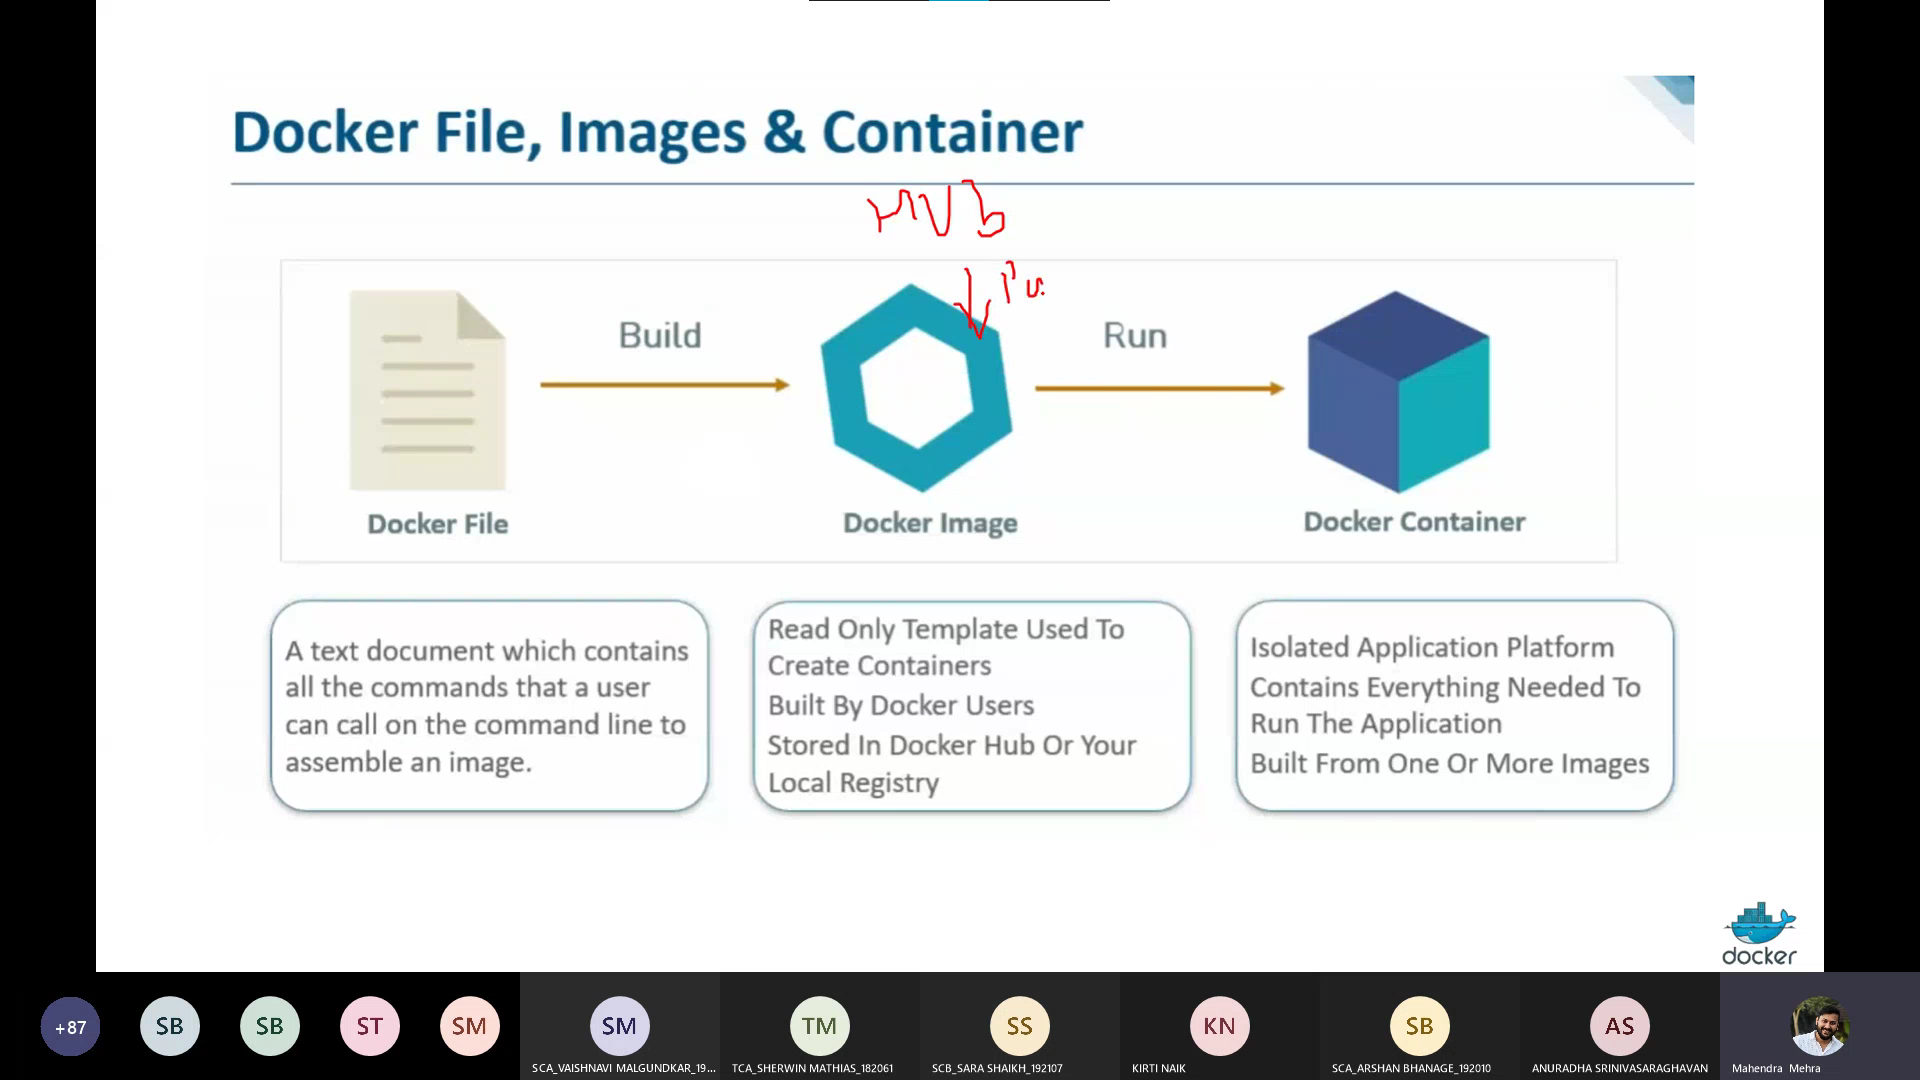 Docker File, Images & Container
Build
Run
Docker File
Docker Image
Docker Container
A text document which contains
all the commands that a user
can call on the command line to
assemble an image.
Read Only Template Used To
Create Containers
Built By Docker Users
Stored In Docker Hub Or Your
Local Registry
Isolated Application Platform
Contains Everything Needed To
Run The Application
Built From One Or More Images
docker
+87
SB
SB
ST
SM
SM
TM
SS
KN
SB
AS
SCA_VAISHNAVI MALGUNDKAR_19...
TCA_SHERWIN MATHIAS_182061
SCB_SARA SHAIKH_192107
KIRTI NAIK
SCA_ARSHAN BHANAGE_192010
ANURADHA SRINIVASARAGHAVAN
Mahendra Mehra